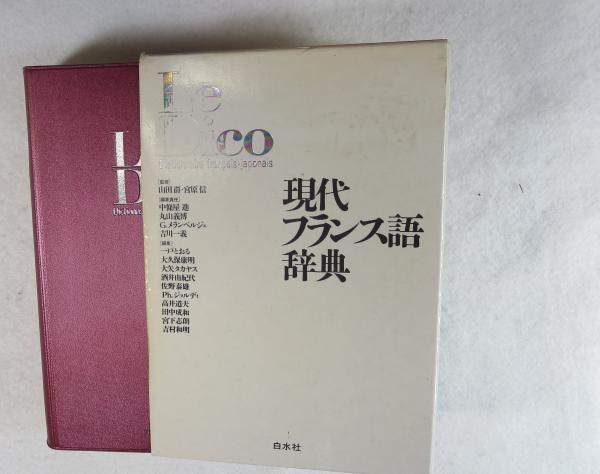 Le
Dico
Dictionnaire français-japonais
[監修]
山田𣝣・宮原信
[編集責任]
中條屋 進
丸山義博
G.メランベルジェ
吉川一義
[編集]
一戸とおる
大久保康明
大矢タカヤス
酒井由紀代
佐野泰雄
Ph.ジョルディ
高井道夫
田中成和
宮下志朗
吉村和明
現代
フランス語
辞典
白水社
L
D
Dictionna